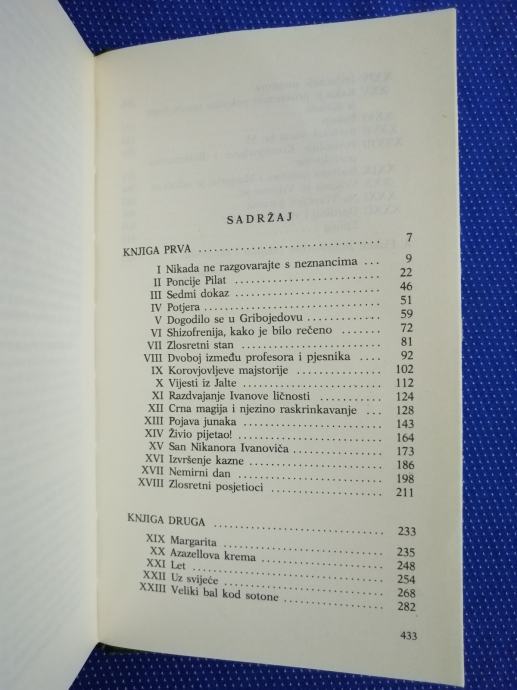 SADRŽAJ
KNJIGA PRVA ................................ 7
I Nikada ne razgovarajte s neznancima ... 9
II Poncije Pilat .......................... 22
III Sedmi dokaz .......................... 46
IV Potjera ............................... 51
V Dogodilo se u Gribojedovu ............. 59
VI Shizofrenija, kako je bilo rečeno ........ 72
VII Zlosretni stan .......................... 81
VIII Dvoboj između profesora i pjesnika .... 92
IX Korovjovljeve majstorije ................ 102
X Vijesti iz Jalte .......................... 112
XI Razdvajanje Ivanove ličnosti ............ 124
XII Crna magija i njezino raskrinkavanje ... 128
XIII Pojava junaka .......................... 143
XIV Živio pijetao! .......................... 164
XV San Nikanora Ivanoviča ................ 173
XVI Izvršenje kazne ........................ 186
XVII Nemirni dan .......................... 198
XVIII Zlosretni posjetioci .................... 211
KNJIGA DRUGA .............................. 233
XIX Margarita .............................. 235
XX Azazellova krema ...................... 248
XXI Let .................................... 254
XXII Uz svijeće .............................. 268
XXIII Veliki bal kod sotone .................. 282
433